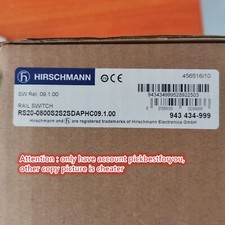 HIRSCHMANN
456516/10
SW Rel. 09.1.00
943434999528922503
RAIL SWITCH
RS20-0800S2S2SDAPHC09.1.00
943 434-999
Hirschmann and are registered trademarks of Hirschmann Electronics GmbH
Attention : only have account pickbestforyou,
other copy picture is cheater